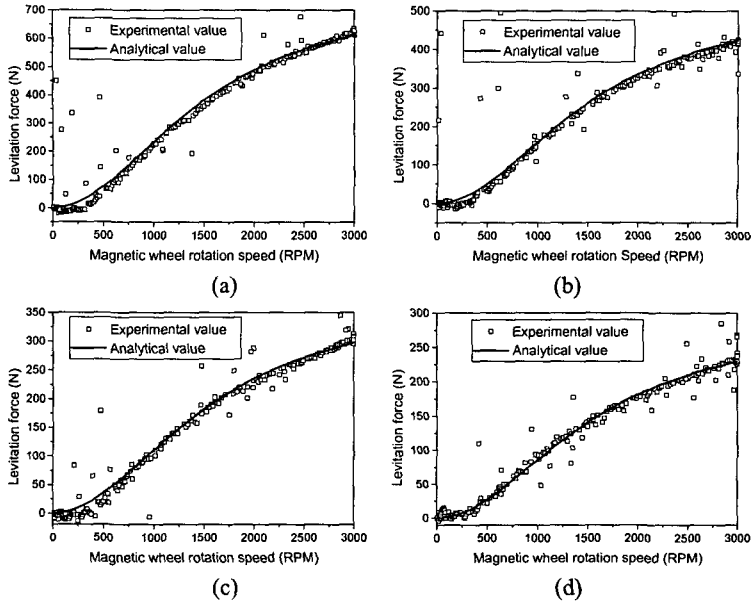 700
600
500
400
300
200
100
0
Levitation force (N)
Experimental value
Analytical value
0 500 1000 1500 2000 2500 3000
Magnetic wheel rotation speed (RPM)
(a)
500
400
300
200
100
0
Levitation force (N)
Experimental value
Analytical value
0 500 1000 1500 2000 2500 3000
Magnetic wheel rotation Speed (RPM)
(b)
350
300
250
200
150
100
50
0
Levitation force (N)
Experimental value
Analytical value
0 500 1000 1500 2000 2500 3000
Magnetic wheel rotation speed (RPM)
(c)
300
250
200
150
100
50
0
Levitation force (N)
Experimental value
Analytical value
0 500 1000 1500 2000 2500 3000
Magnetic wheel rotation speed (RPM)
(d)